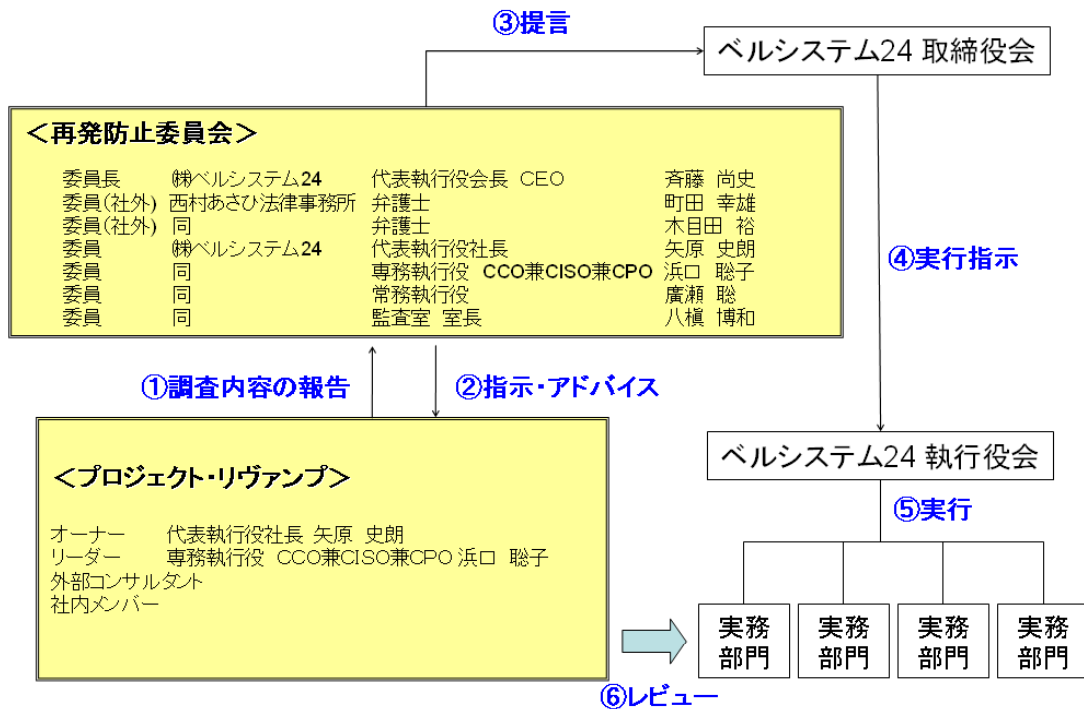 ③提言
ベルシステム24 取締役会
＜再発防止委員会＞
委員長 ㈱ベルシステム24 代表執行役会長 CEO 斉藤 尚史
委員(社外) 西村あさひ法律事務所 弁護士 町田 幸雄
委員(社外) 同 弁護士 木目田 裕
委員 ㈱ベルシステム24 代表執行役社長 矢原 史朗
委員 同 専務執行役 CCO兼CISO兼CPO 浜口 聡子
委員 同 常務執行役 廣瀬 聡
委員 同 監査室 室長 八槇 博和
④実行指示
①調査内容の報告
②指示・アドバイス
＜プロジェクト・リヴァンプ＞
オーナー 代表執行役社長 矢原 史朗
リーダー 専務執行役 CCO兼CISO兼CPO 浜口 聡子
外部コンサルタント
社内メンバー
ベルシステム24 執行役会
⑤実行
実務
部門
実務
部門
実務
部門
実務
部門
⑥レビュー